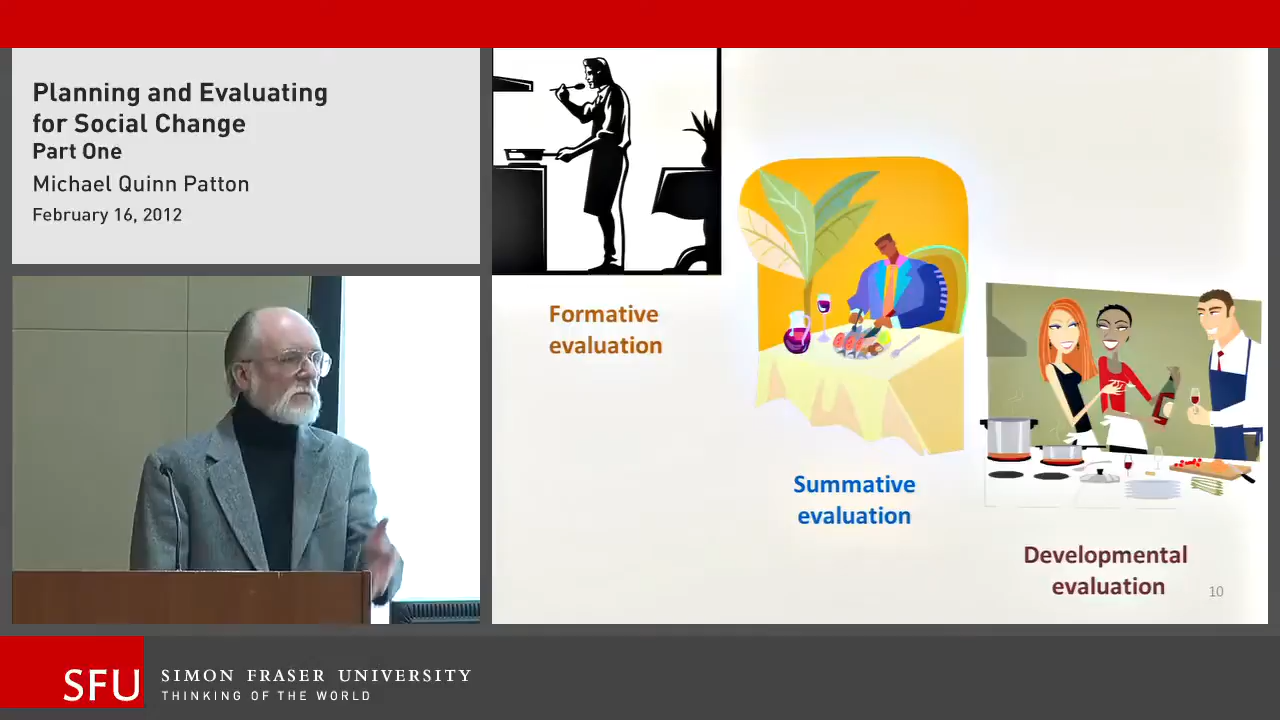 Planning and Evaluating
for Social Change
Part One
Michael Quinn Patton
February 16, 2012
Formative
evaluation
Summative
evaluation
Developmental
evaluation
10
SFU
SIMON FRASER UNIVERSITY
THINKING OF THE WORLD